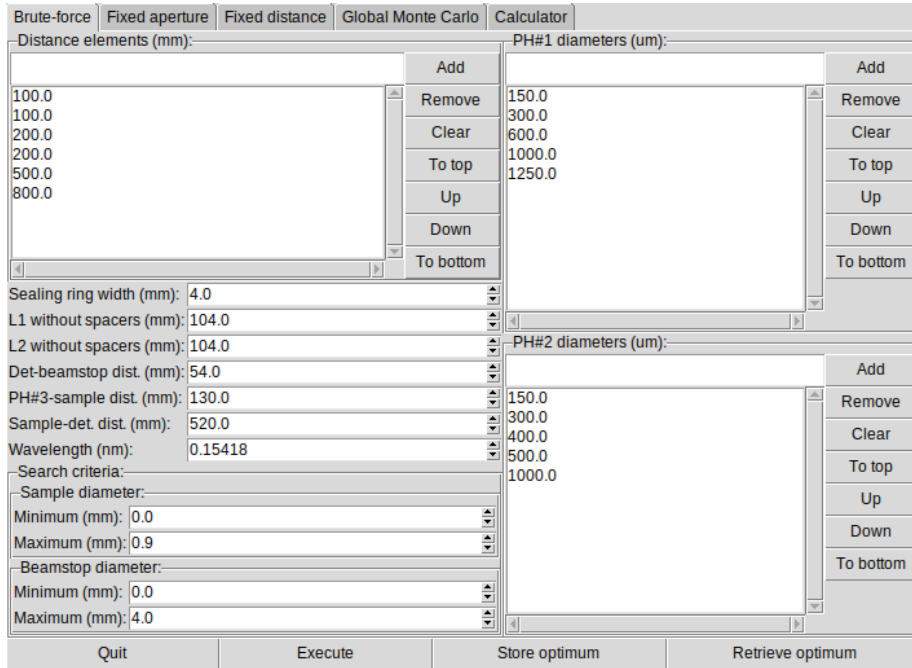 Brute-force Fixed aperture Fixed distance Global Monte Carlo Calculator
Distance elements (mm):
Add
100.0
100.0
200.0
200.0
500.0
800.0
Remove
Clear
To top
Up
Down
To bottom
Sealing ring width (mm): 4.0
L1 without spacers (mm): 104.0
L2 without spacers (mm): 104.0
Det-beamstop dist. (mm): 54.0
PH#3-sample dist. (mm): 130.0
Sample-det. dist. (mm): 520.0
Wavelength (nm): 0.15418
Search criteria:
Sample diameter:
Minimum (mm): 0.0
Maximum (mm): 0.9
Beamstop diameter:
Minimum (mm): 0.0
Maximum (mm): 4.0
PH#1 diameters (um):
Add
150.0
300.0
600.0
1000.0
1250.0
Remove
Clear
To top
Up
Down
To bottom
PH#2 diameters (um):
Add
150.0
300.0
400.0
500.0
1000.0
Remove
Clear
To top
Up
Down
To bottom
Quit Execute Store optimum Retrieve optimum